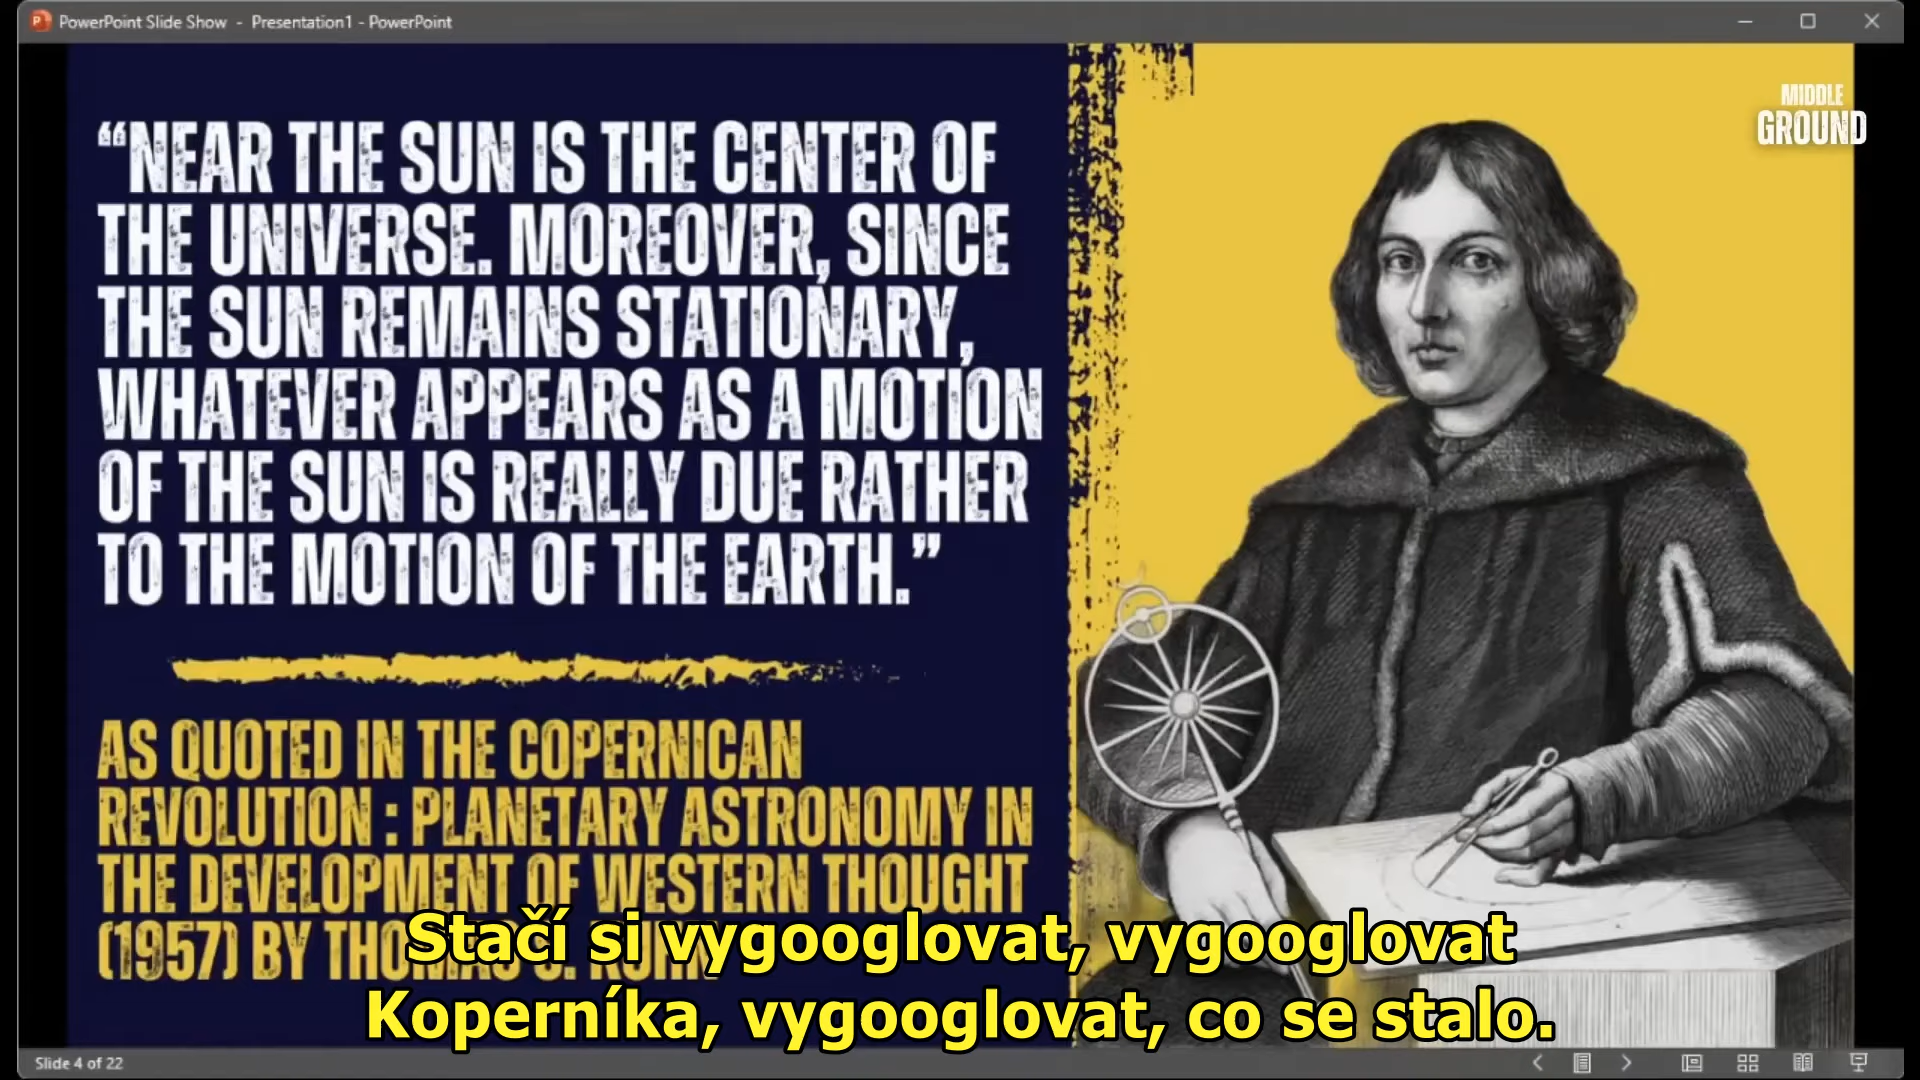 PowerPoint Slide Show - Presentation1 - PowerPoint
MIDDLE
GROUND
“NEAR THE SUN IS THE CENTER OF
THE UNIVERSE. MOREOVER, SINCE
THE SUN REMAINS STATIONARY,
WHATEVER APPEARS AS A MOTION
OF THE SUN IS REALLY DUE RATHER
TO THE MOTION OF THE EARTH.”
AS QUOTED IN THE COPERNICAN
REVOLUTION : PLANETARY ASTRONOMY IN
THE DEVELOPMENT OF WESTERN THOUGHT
(1957) BY THOMAS S. KUHN
Stačí si vygooglovat, vygooglovat
Koperníka, vygooglovat, co se stalo.
Slide 4 of 22